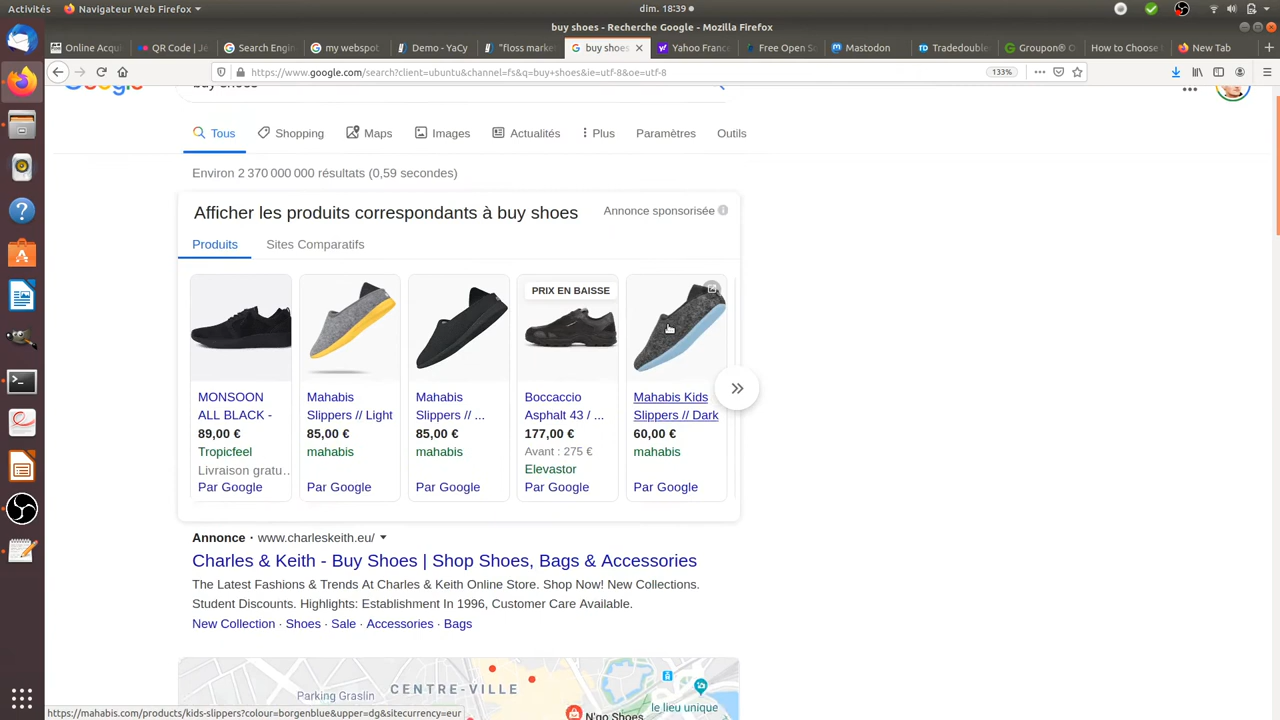 Activités
Navigateur Web Firefox
dim. 18:39
buy shoes - Recherche Google - Mozilla Firefox
Online Acqu
QR Code | Jé
Search Engin
my webspot
Demo - YaCy
"floss market
buy shoes
Yahoo France
Free Open S
Mastodon
Tradedouble
Groupon®
How to Choose
New Tab
https://www.google.com/search?client=ubuntu&channel=fs&q=buy+shoes&ie=utf-8&oe=utf-8
133%
buy shoes
Tous
Shopping
Maps
Images
Actualités
Plus
Paramètres
Outils
Environ 2 370 000 000 résultats (0,59 secondes)
Afficher les produits correspondants à buy shoes
Annonce sponsorisée
Produits
Sites Comparatifs
PRIX EN BAISSE
MONSOON
ALL BLACK -
89,00 €
Tropicfeel
Livraison gratu…
Par Google
Mahabis
Slippers // Light
85,00 €
mahabis
Par Google
Mahabis
Slippers // ...
85,00 €
mahabis
Par Google
Boccaccio
Asphalt 43 / ...
177,00 €
Avant : 275 €
Elevastor
Par Google
Mahabis Kids
Slippers // Dark
60,00 €
mahabis
Par Google
Annonce · www.charleskeith.eu/
Charles & Keith - Buy Shoes | Shop Shoes, Bags & Accessories
The Latest Fashions & Trends At Charles & Keith Online Store. Shop Now! New Collections.
Student Discounts. Highlights: Establishment In 1996, Customer Care Available.
New Collection · Shoes · Sale · Accessories · Bags
Parking Graslin
CENTRE-VILLE
le lieu unique
N'go Shoes
https://mahabis.com/products/kids-slippers?colour=borgenblue&upper=dg&sitecurrency=eur